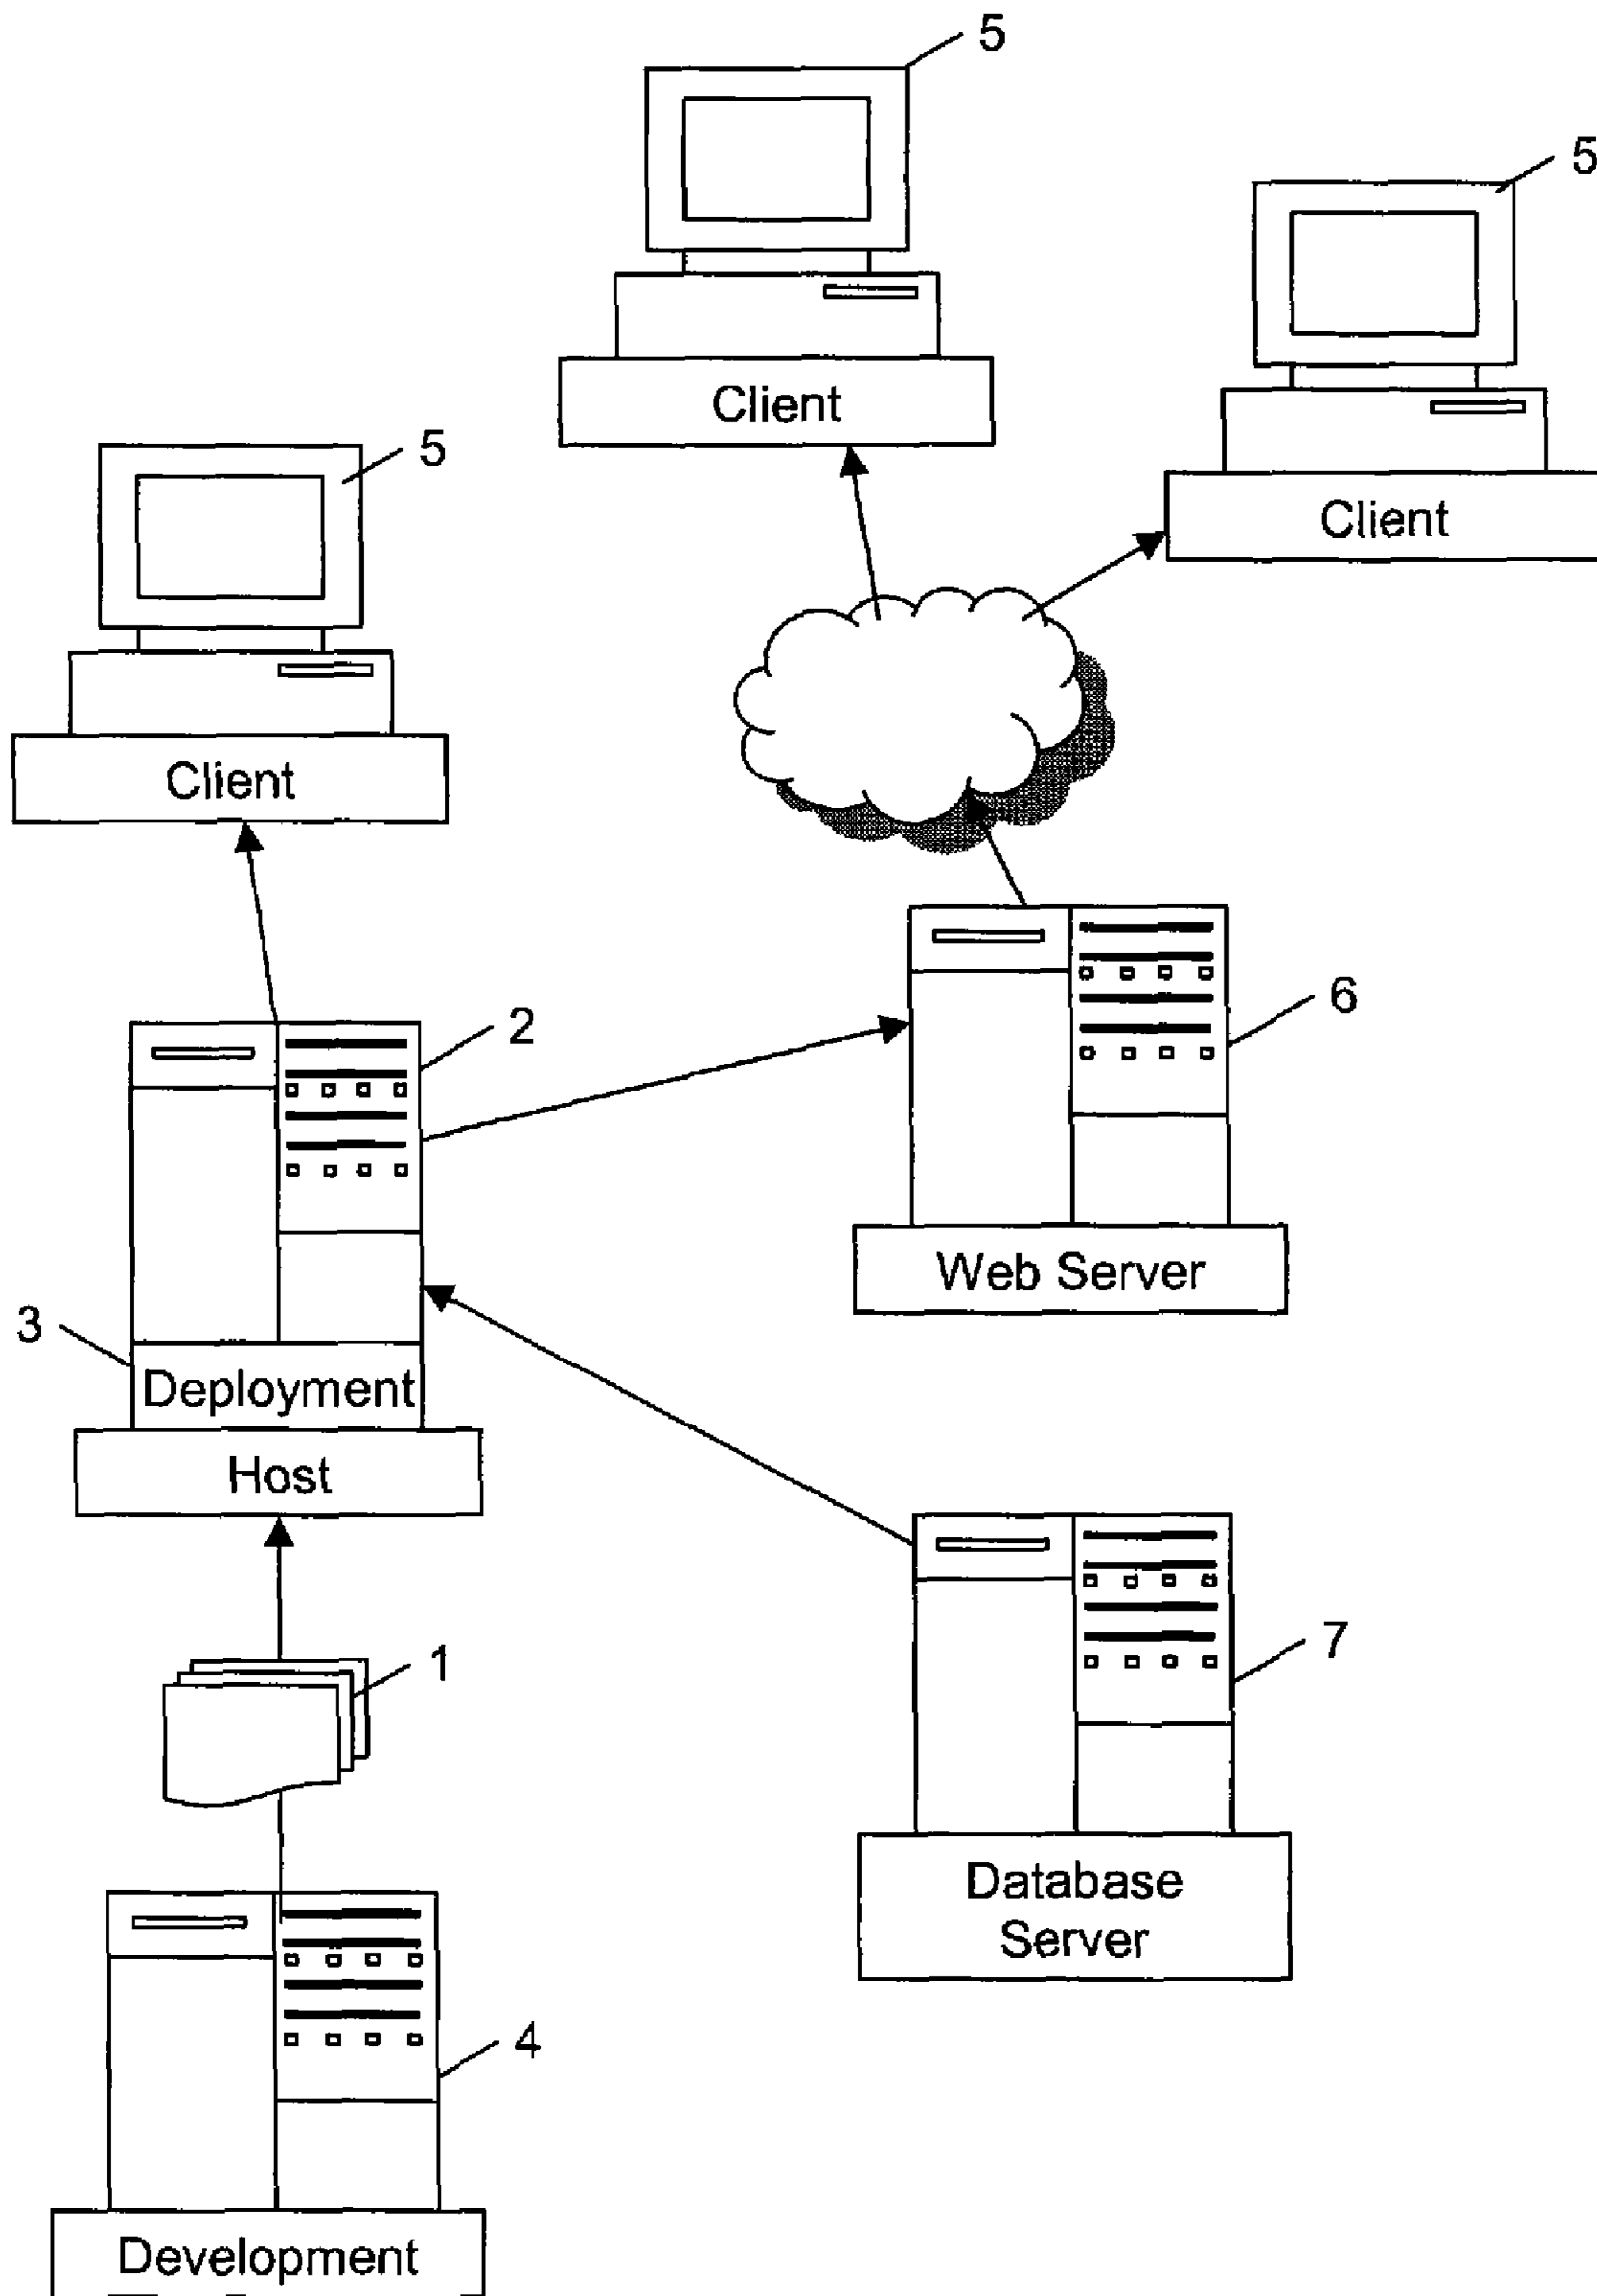 5
5
Client
5
Client
Client
6
2
Web Server
3
Deployment
Host
1
7
Database
Server
4
Development